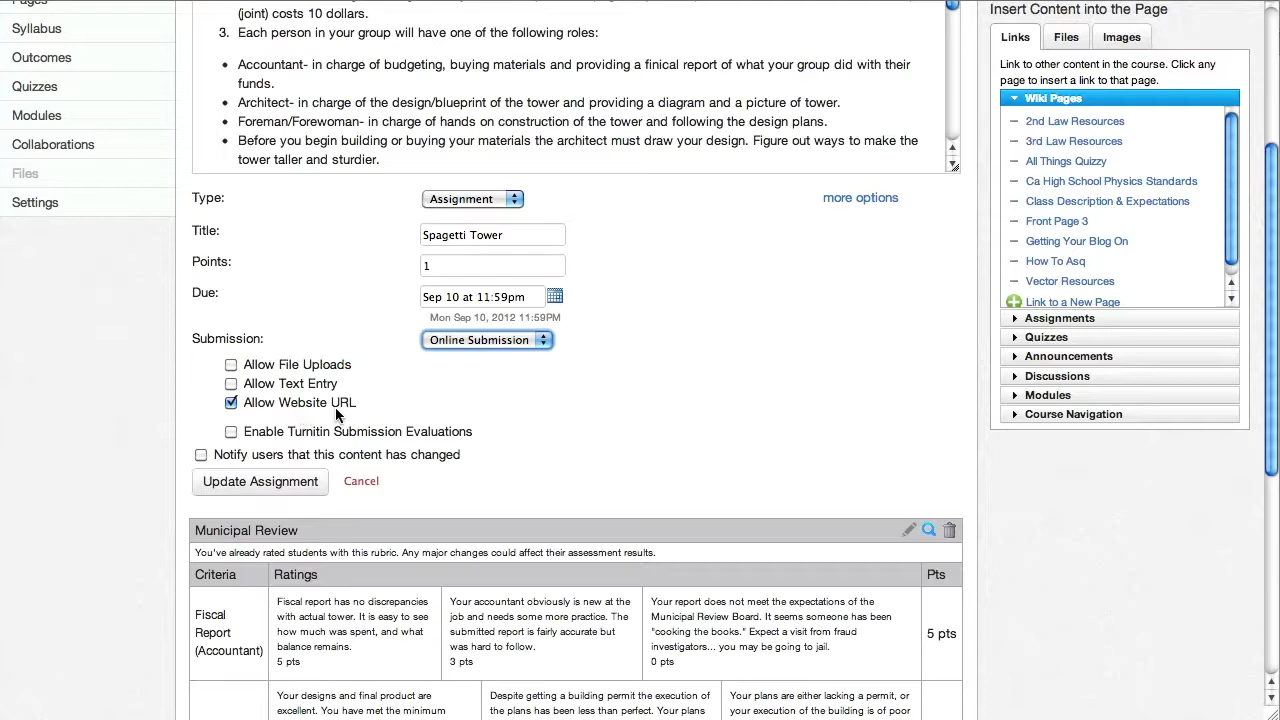 Pages
Syllabus
Outcomes
Quizzes
Modules
Collaborations
Files
Settings
(joint) costs 10 dollars.
3. Each person in your group will have one of the following roles:
• Accountant- in charge of budgeting, buying materials and providing a finical report of what your group did with their
funds.
• Architect- in charge of the design/blueprint of the tower and providing a diagram and a picture of tower.
• Foreman/Forewoman- in charge of hands on construction of the tower and following the design plans.
• Before you begin building or buying your materials the architect must draw your design. Figure out ways to make the
tower taller and sturdier.
Type: Assignment more options
Title: Spagetti Tower
Points: 1
Due: Sep 10 at 11:59pm
Mon Sep 10, 2012 11:59PM
Submission: Online Submission
Allow File Uploads
Allow Text Entry
Allow Website URL
Enable Turnitin Submission Evaluations
Notify users that this content has changed
Update Assignment Cancel
Municipal Review
You've already rated students with this rubric. Any major changes could affect their assessment results.
Criteria Ratings Pts
Fiscal
Report
(Accountant)
Fiscal report has no discrepancies
with actual tower. It is easy to see
how much was spent, and what
balance remains.
5 pts
Your accountant obviously is new at the
job and needs some more practice. The
submitted report is fairly accurate but
was hard to follow.
3 pts
Your report does not meet the expectations of the
Municipal Review Board. It seems someone has been
"cooking the books." Expect a visit from fraud
investigators... you may be going to jail.
0 pts
5 pts
Your designs and final product are
excellent. You have met the minimum
Despite getting a building permit the execution of
the plans has been less than perfect. Your plans
Your plans are either lacking a permit, or
your execution of the building is of poor
Insert Content into the Page
Links Files Images
Link to other content in the course. Click any
page to insert a link to that page.
Wiki Pages
2nd Law Resources
3rd Law Resources
All Things Quizzy
Ca High School Physics Standards
Class Description & Expectations
Front Page 3
Getting Your Blog On
How To Asq
Vector Resources
Link to a New Page
Assignments
Quizzes
Announcements
Discussions
Modules
Course Navigation